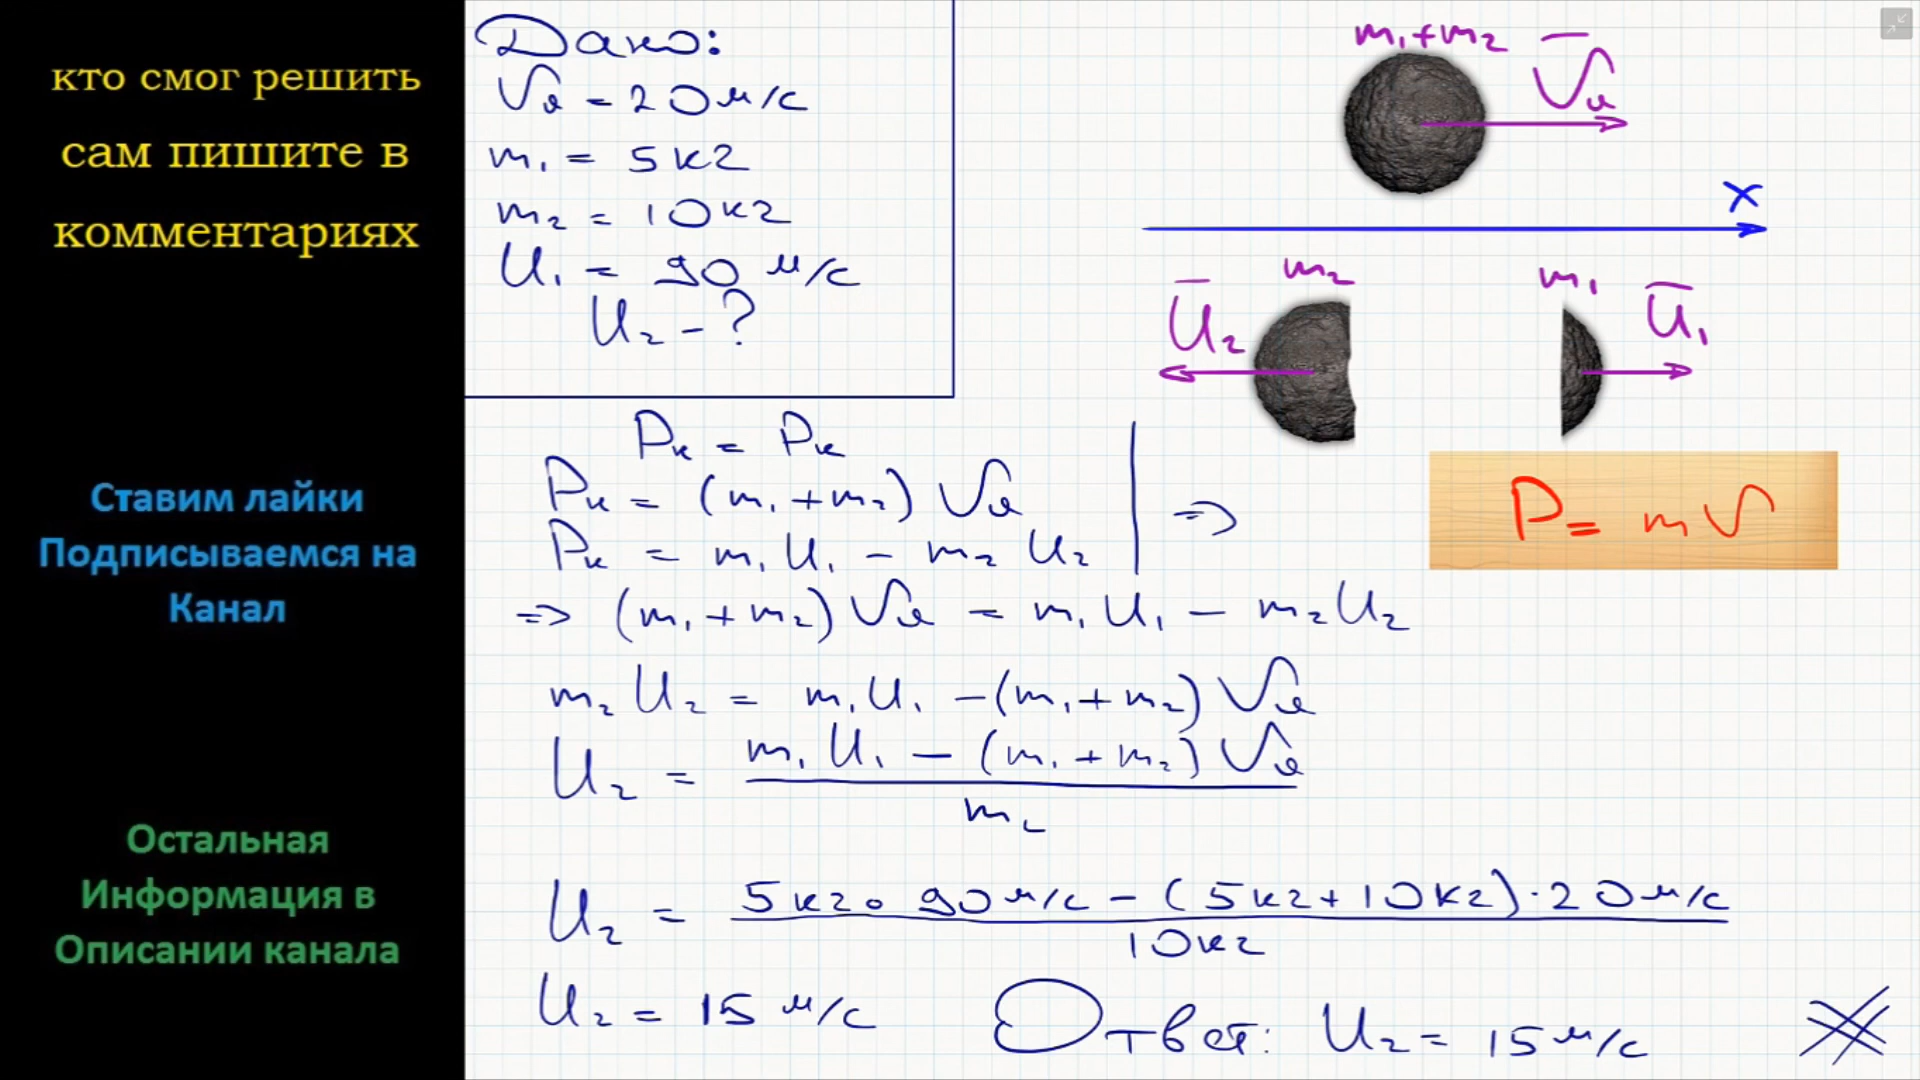 кто смог решить
сам пишите в
комментариях
Ставим лайки
Подписываемся на
Канал
Остальная
Информация в
Описании канала
Дано:
V₀ = 20 м/с
m₁ = 5 кг
m₂ = 10 кг
U₁ = 90 м/с
U₂ - ?
m₁+m₂
V₀
x
m₂
U₂
m₁
U₁
P = mV
Pн = Pк
Pн = (m₁+m₂) V₀
Pк = m₁U₁ - m₂U₂
=>
=> (m₁+m₂) V₀ = m₁U₁ - m₂U₂
m₂U₂ = m₁U₁ - (m₁+m₂) V₀
U₂ = m₁U₁ - (m₁+m₂) V₀
m₂
U₂ = 5кг · 90м/с - (5кг+10кг) · 20м/с
10кг
U₂ = 15 м/с
Ответ: U₂ = 15 м/с